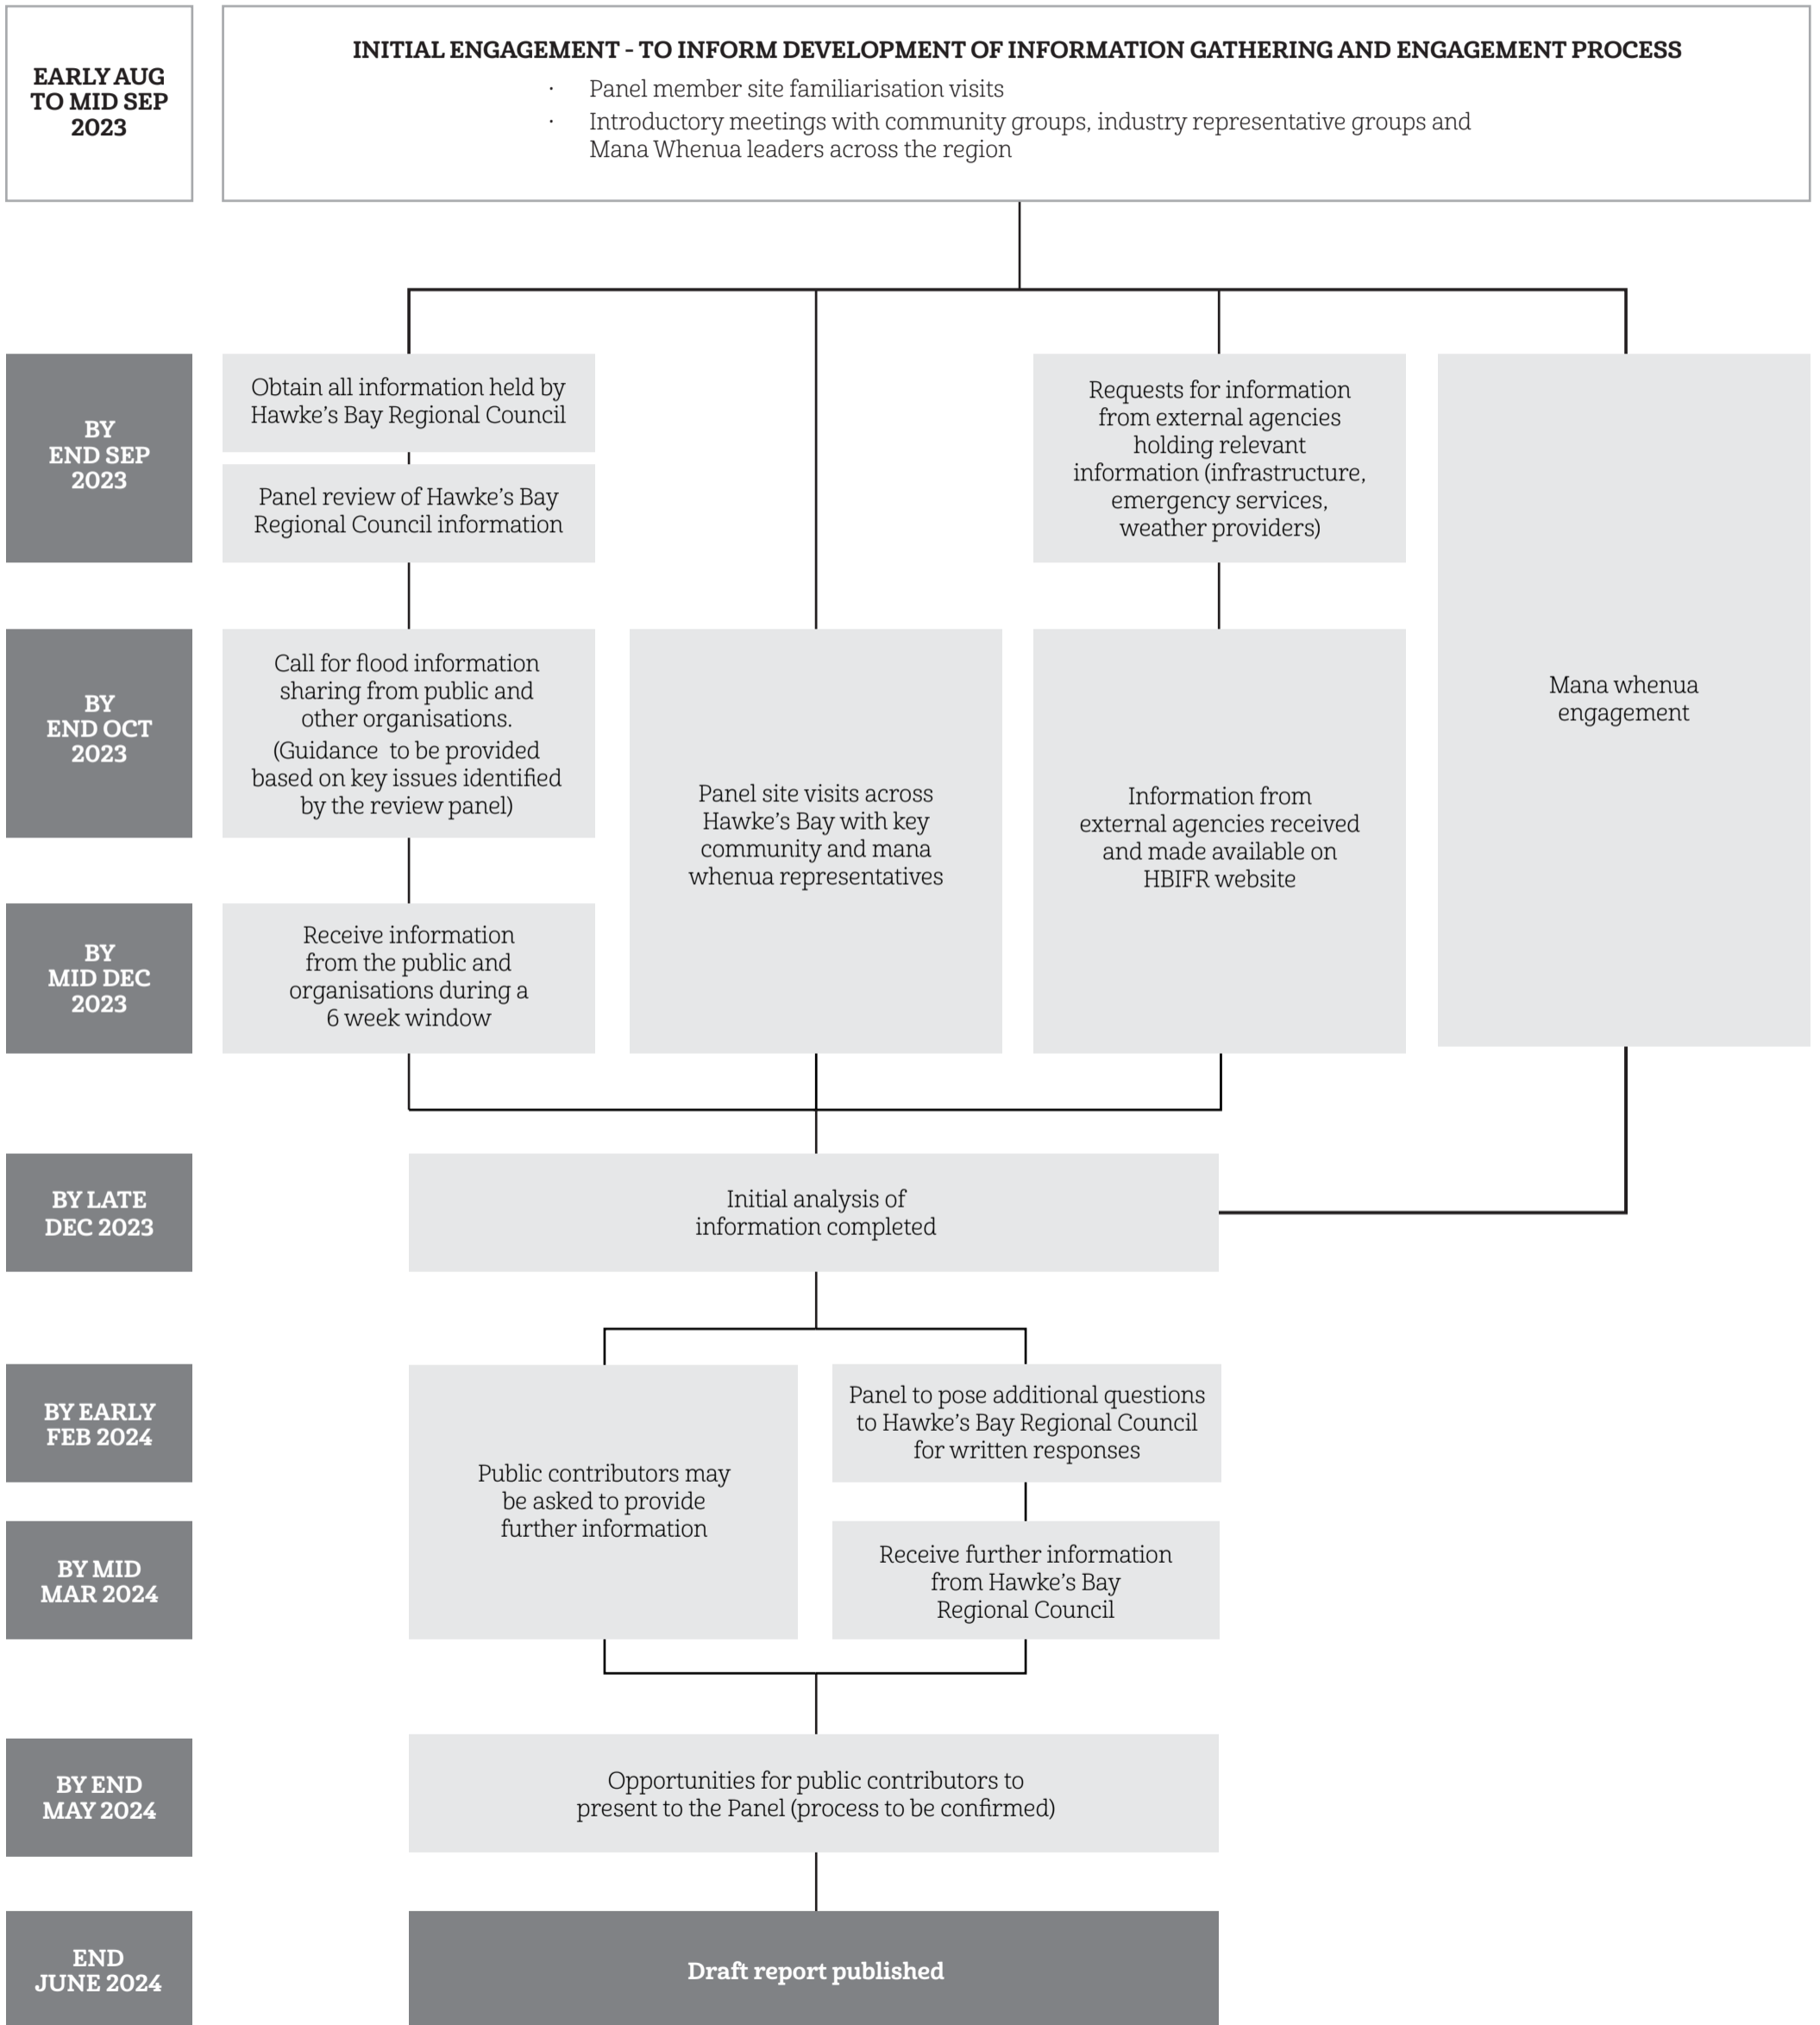 EARLY AUG
TO MID SEP
2023
INITIAL ENGAGEMENT - TO INFORM DEVELOPMENT OF INFORMATION GATHERING AND ENGAGEMENT PROCESS
· Panel member site familiarisation visits
· Introductory meetings with community groups, industry representative groups and
Mana Whenua leaders across the region
BY
END SEP
2023
Obtain all information held by
Hawke’s Bay Regional Council
Panel review of Hawke’s Bay
Regional Council information
Requests for information
from external agencies
holding relevant
information (infrastructure,
emergency services,
weather providers)
Mana whenua
engagement
BY
END OCT
2023
Call for flood information
sharing from public and
other organisations.
(Guidance to be provided
based on key issues identified
by the review panel)
Panel site visits across
Hawke’s Bay with key
community and mana
whenua representatives
Information from
external agencies received
and made available on
HBIFR website
BY
MID DEC
2023
Receive information
from the public and
organisations during a
6 week window
BY LATE
DEC 2023
Initial analysis of
information completed
BY EARLY
FEB 2024
Public contributors may
be asked to provide
further information
Panel to pose additional questions
to Hawke’s Bay Regional Council
for written responses
BY MID
MAR 2024
Receive further information
from Hawke’s Bay
Regional Council
BY END
MAY 2024
Opportunities for public contributors to
present to the Panel (process to be confirmed)
END
JUNE 2024
Draft report published